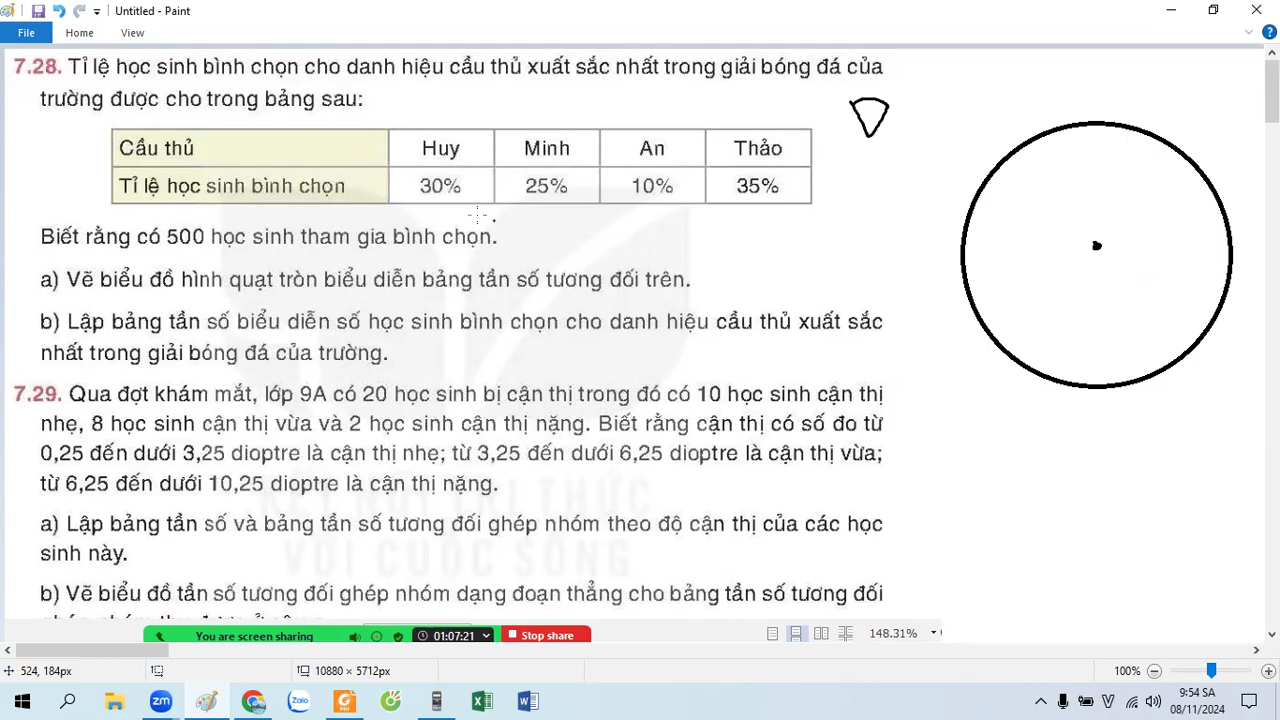 Untitled - Paint
File Home View
7.28. Tỉ lệ học sinh bình chọn cho danh hiệu cầu thủ xuất sắc nhất trong giải bóng đá của
trường được cho trong bảng sau:
Cầu thủ Huy Minh An Thảo
Tỉ lệ học sinh bình chọn 30% 25% 10% 35%
Biết rằng có 500 học sinh tham gia bình chọn.
a) Vẽ biểu đồ hình quạt tròn biểu diễn bảng tần số tương đối trên.
b) Lập bảng tần số biểu diễn số học sinh bình chọn cho danh hiệu cầu thủ xuất sắc
nhất trong giải bóng đá của trường.
7.29. Qua đợt khám mắt, lớp 9A có 20 học sinh bị cận thị trong đó có 10 học sinh cận thị
nhẹ, 8 học sinh cận thị vừa và 2 học sinh cận thị nặng. Biết rằng cận thị có số đo từ
0,25 đến dưới 3,25 dioptre là cận thị nhẹ; từ 3,25 đến dưới 6,25 dioptre là cận thị vừa;
từ 6,25 đến dưới 10,25 dioptre là cận thị nặng.
KẾT NỐI TRI THỨC
a) Lập bảng tần số và bảng tần số tương đối ghép nhóm theo độ cận thị của các học
sinh này.
VỚI CUỘC SỐNG
b) Vẽ biểu đồ tần số tương đối ghép nhóm dạng đoạn thẳng cho bảng tần số tương đối
You are screen sharing 01:07:21 Stop share
148.31%
524, 184px 10880 × 5712px 100%
zm Zalo
9:54 SA
08/11/2024